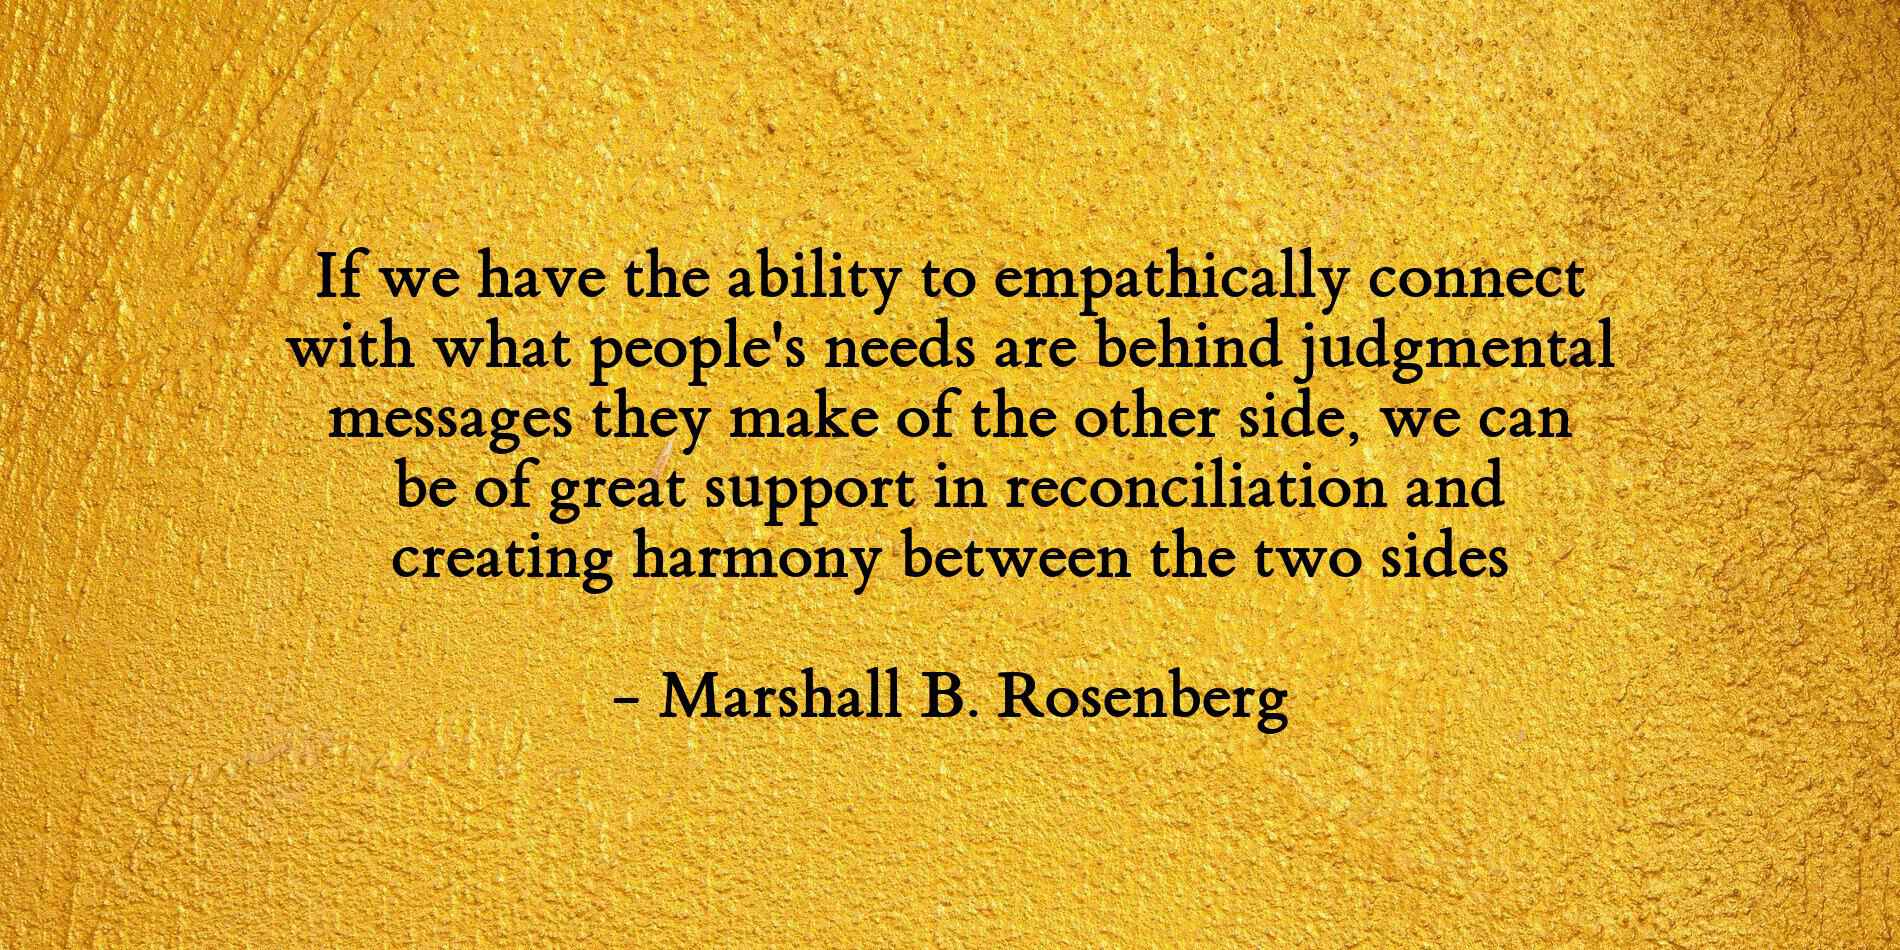 If we have the ability to empathically connect
with what people's needs are behind judgmental
messages they make of the other side, we can
be of great support in reconciliation and
creating harmony between the two sides
- Marshall B. Rosenberg